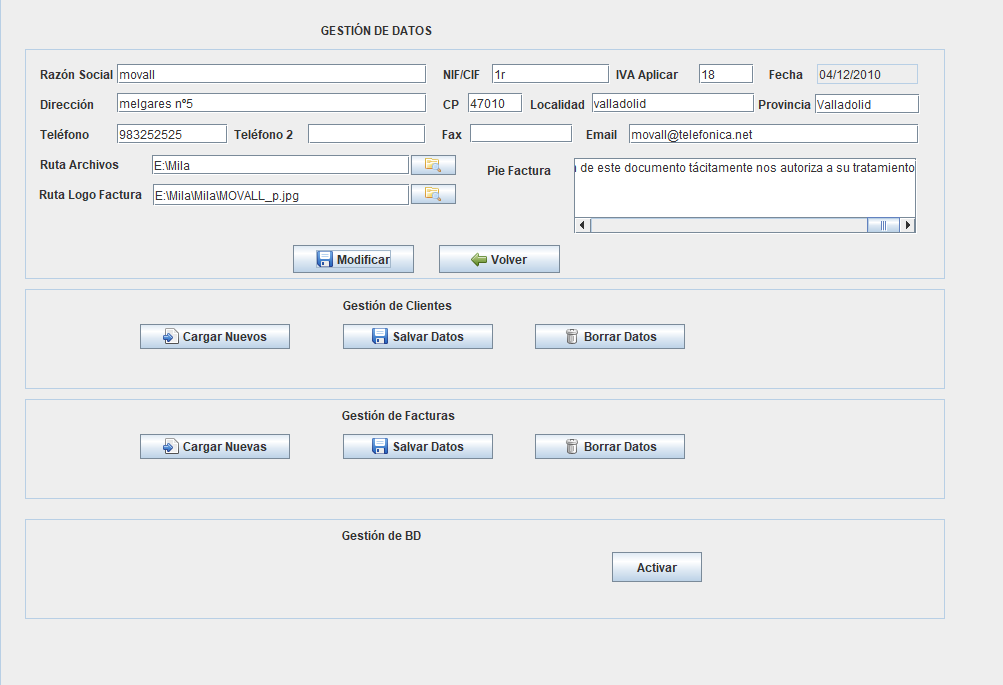 GESTIÓN DE DATOS
Razón Social movall NIF/CIF 1r IVA Aplicar 18 Fecha 04/12/2010
Dirección melgares nº5 CP 47010 Localidad valladolid Provincia Valladolid
Teléfono 983252525 Teléfono 2 Fax Email movall@telefonica.net
Ruta Archivos E:\Mila Pie Factura de este documento tácitamente nos autoriza a su tratamiento
Ruta Logo Factura E:\Mila\Mila\MOVALL_p.jpg
Modificar Volver
Gestión de Clientes
Cargar Nuevos Salvar Datos Borrar Datos
Gestión de Facturas
Cargar Nuevas Salvar Datos Borrar Datos
Gestión de BD
Activar